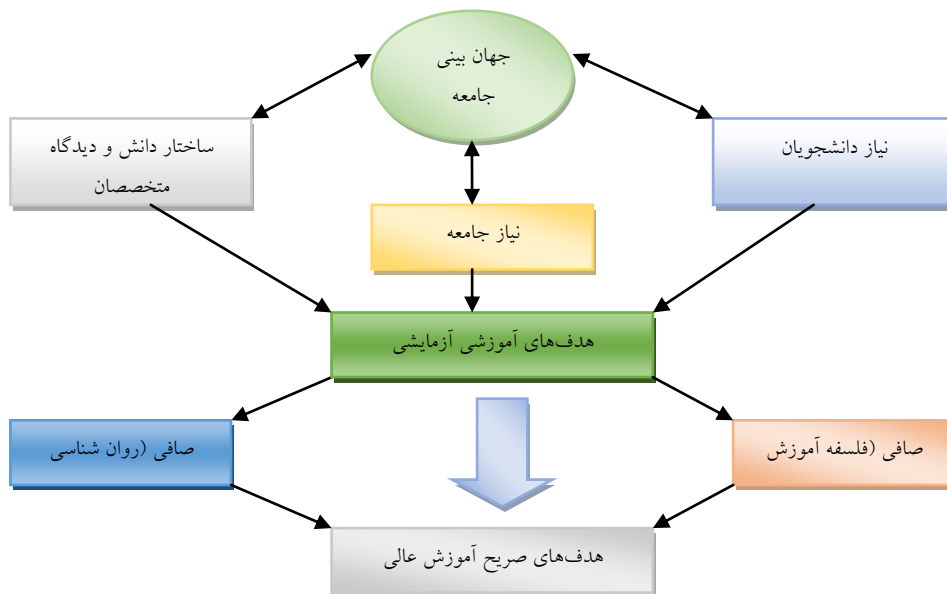 جهان بینی
جامعه
نیاز دانشجویان
ساختار دانش و دیدگاه
متخصصان
نیاز جامعه
هدف‌های آموزشی آزمایشی
صافی (فلسفه آموزش
صافی (روان شناسی
هدف‌های صریح آموزش عالی